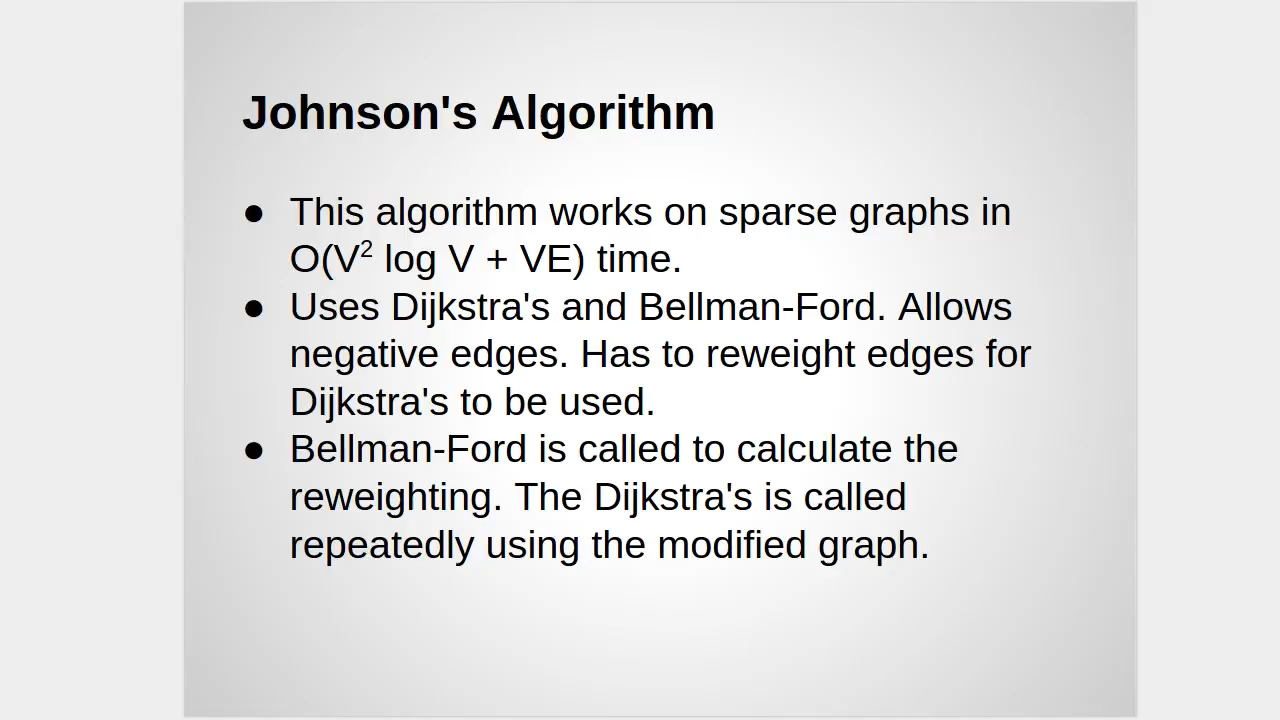 Johnson's Algorithm
● This algorithm works on sparse graphs in
O(V² log V + VE) time.
● Uses Dijkstra's and Bellman-Ford. Allows
negative edges. Has to reweight edges for
Dijkstra's to be used.
● Bellman-Ford is called to calculate the
reweighting. The Dijkstra's is called
repeatedly using the modified graph.